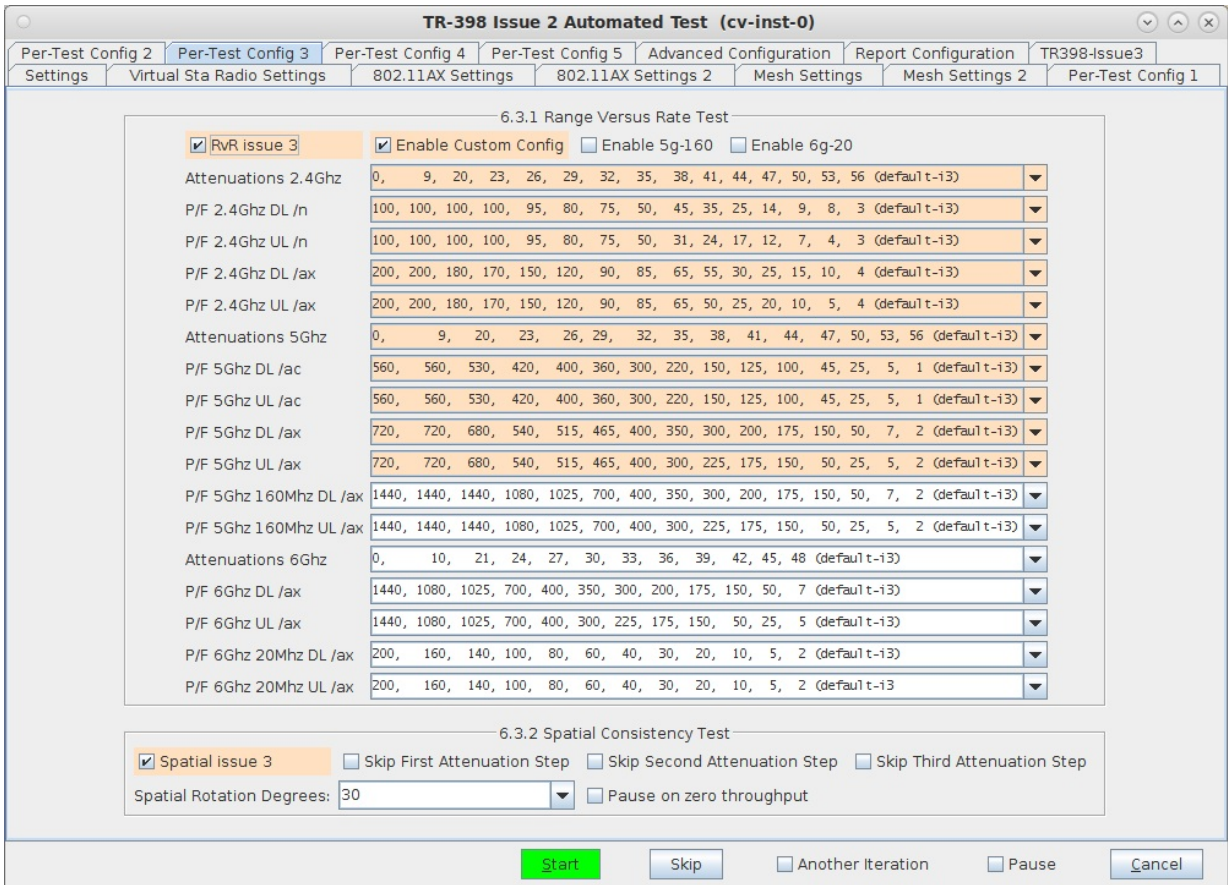 TR-398 Issue 2 Automated Test (cv-inst-0)
Per-Test Config 2 Per-Test Config 3 Per-Test Config 4 Per-Test Config 5 Advanced Configuration Report Configuration TR398-Issue3
Settings Virtual Sta Radio Settings 802.11AX Settings 802.11AX Settings 2 Mesh Settings Mesh Settings 2 Per-Test Config 1
6.3.1 Range Versus Rate Test
RvR issue 3 Enable Custom Config Enable 5g-160 Enable 6g-20
Attenuations 2.4Ghz 0, 9, 20, 23, 26, 29, 32, 35, 38, 41, 44, 47, 50, 53, 56 (default-i3)
P/F 2.4Ghz DL /n 100, 100, 100, 100, 95, 80, 75, 50, 45, 35, 25, 14, 9, 8, 3 (default-i3)
P/F 2.4Ghz UL /n 100, 100, 100, 100, 95, 80, 75, 50, 31, 24, 17, 12, 7, 4, 3 (default-i3)
P/F 2.4Ghz DL /ax 200, 200, 180, 170, 150, 120, 90, 85, 65, 55, 30, 25, 15, 10, 4 (default-i3)
P/F 2.4Ghz UL /ax 200, 200, 180, 170, 150, 120, 90, 85, 65, 50, 25, 20, 10, 5, 4 (default-i3)
Attenuations 5Ghz 0, 9, 20, 23, 26, 29, 32, 35, 38, 41, 44, 47, 50, 53, 56 (default-i3)
P/F 5Ghz DL /ac 560, 560, 530, 420, 400, 360, 300, 220, 150, 125, 100, 45, 25, 5, 1 (default-i3)
P/F 5Ghz UL /ac 560, 560, 530, 420, 400, 360, 300, 220, 150, 125, 100, 45, 25, 5, 1 (default-i3)
P/F 5Ghz DL /ax 720, 720, 680, 540, 515, 465, 400, 350, 300, 200, 175, 150, 50, 7, 2 (default-i3)
P/F 5Ghz UL /ax 720, 720, 680, 540, 515, 465, 400, 300, 225, 175, 150, 50, 25, 5, 2 (default-i3)
P/F 5Ghz 160Mhz DL /ax 1440, 1440, 1440, 1080, 1025, 700, 400, 350, 300, 200, 175, 150, 50, 7, 2 (default-i3)
P/F 5Ghz 160Mhz UL /ax 1440, 1440, 1440, 1080, 1025, 700, 400, 300, 225, 175, 150, 50, 25, 5, 2 (default-i3)
Attenuations 6Ghz 0, 10, 21, 24, 27, 30, 33, 36, 39, 42, 45, 48 (default-i3)
P/F 6Ghz DL /ax 1440, 1080, 1025, 700, 400, 350, 300, 200, 175, 150, 50, 7 (default-i3)
P/F 6Ghz UL /ax 1440, 1080, 1025, 700, 400, 300, 225, 175, 150, 50, 25, 5 (default-i3)
P/F 6Ghz 20Mhz DL /ax 200, 160, 140, 100, 80, 60, 40, 30, 20, 10, 5, 2 (default-i3)
P/F 6Ghz 20Mhz UL /ax 200, 160, 140, 100, 80, 60, 40, 30, 20, 10, 5, 2 (default-i3
6.3.2 Spatial Consistency Test
Spatial issue 3 Skip First Attenuation Step Skip Second Attenuation Step Skip Third Attenuation Step
Spatial Rotation Degrees: 30 Pause on zero throughput
Start Skip Another Iteration Pause Cancel